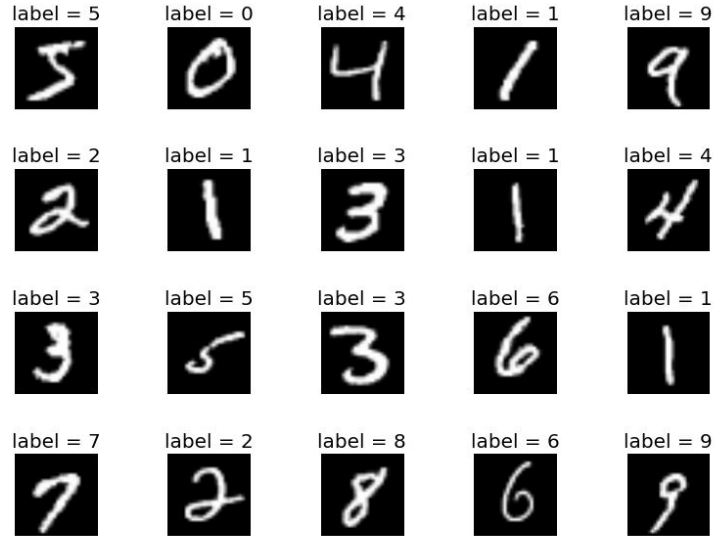 label = 5 label = 0 label = 4 label = 1 label = 9
5 0 4 1 9
label = 2 label = 1 label = 3 label = 1 label = 4
2 1 3 1 4
label = 3 label = 5 label = 3 label = 6 label = 1
3 5 3 6 1
label = 7 label = 2 label = 8 label = 6 label = 9
7 2 8 6 9